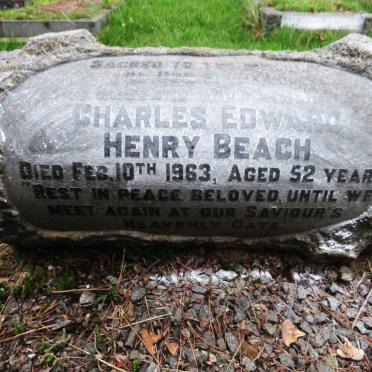 SACRED TO
CHARLES EDWARD
HENRY BEACH
DIED FEB. 10TH 1963, AGED 52 YEAR
"REST IN PEACE BELOVED, UNTIL WE
MEET AGAIN AT OUR SAVIOUR'S
HEAVENLY GATE.